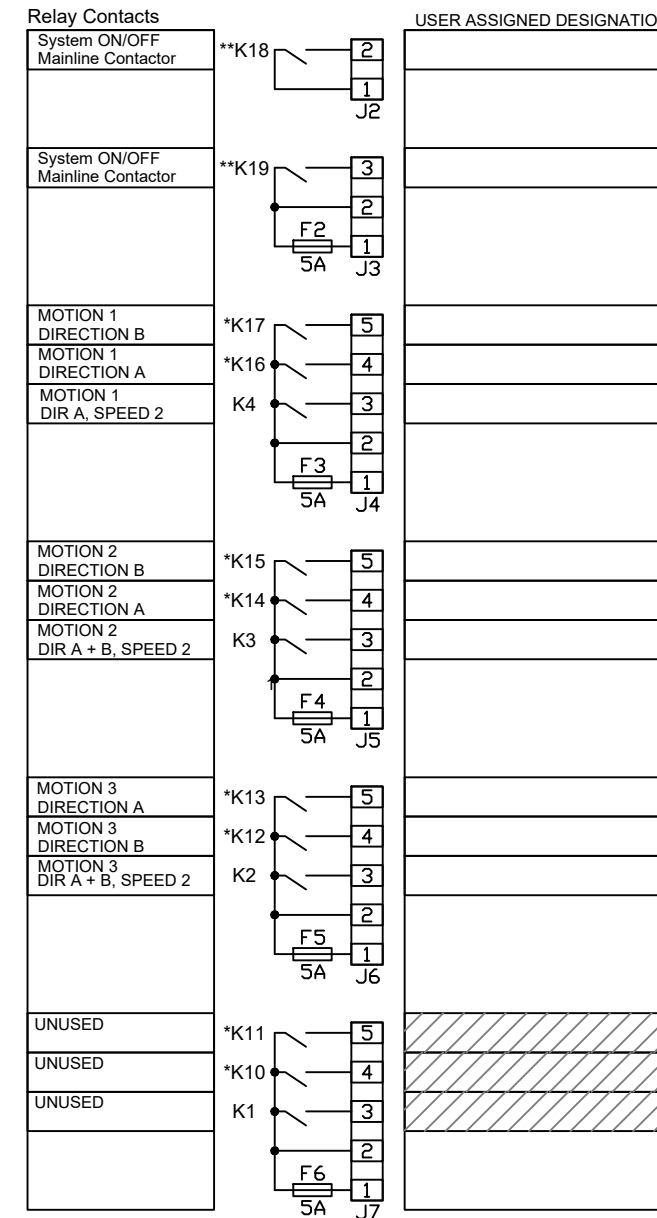 Relay Contacts
USER ASSIGNED DESIGNATIO
System ON/OFF
Mainline Contactor
**K18
2
1
J2
System ON/OFF
Mainline Contactor
**K19
3
2
F2
1
5A
J3
MOTION 1
DIRECTION B
*K17
5
MOTION 1
DIRECTION A
*K16
4
MOTION 1
DIR A, SPEED 2
K4
3
2
F3
1
5A
J4
MOTION 2
DIRECTION B
*K15
5
MOTION 2
DIRECTION A
*K14
4
MOTION 2
DIR A + B, SPEED 2
K3
3
2
F4
1
5A
J5
MOTION 3
DIRECTION A
*K13
5
MOTION 3
DIRECTION B
*K12
4
MOTION 3
DIR A + B, SPEED 2
K2
3
2
F5
1
5A
J6
UNUSED
*K11
5
UNUSED
*K10
4
UNUSED
K1
3
2
F6
1
5A
J7